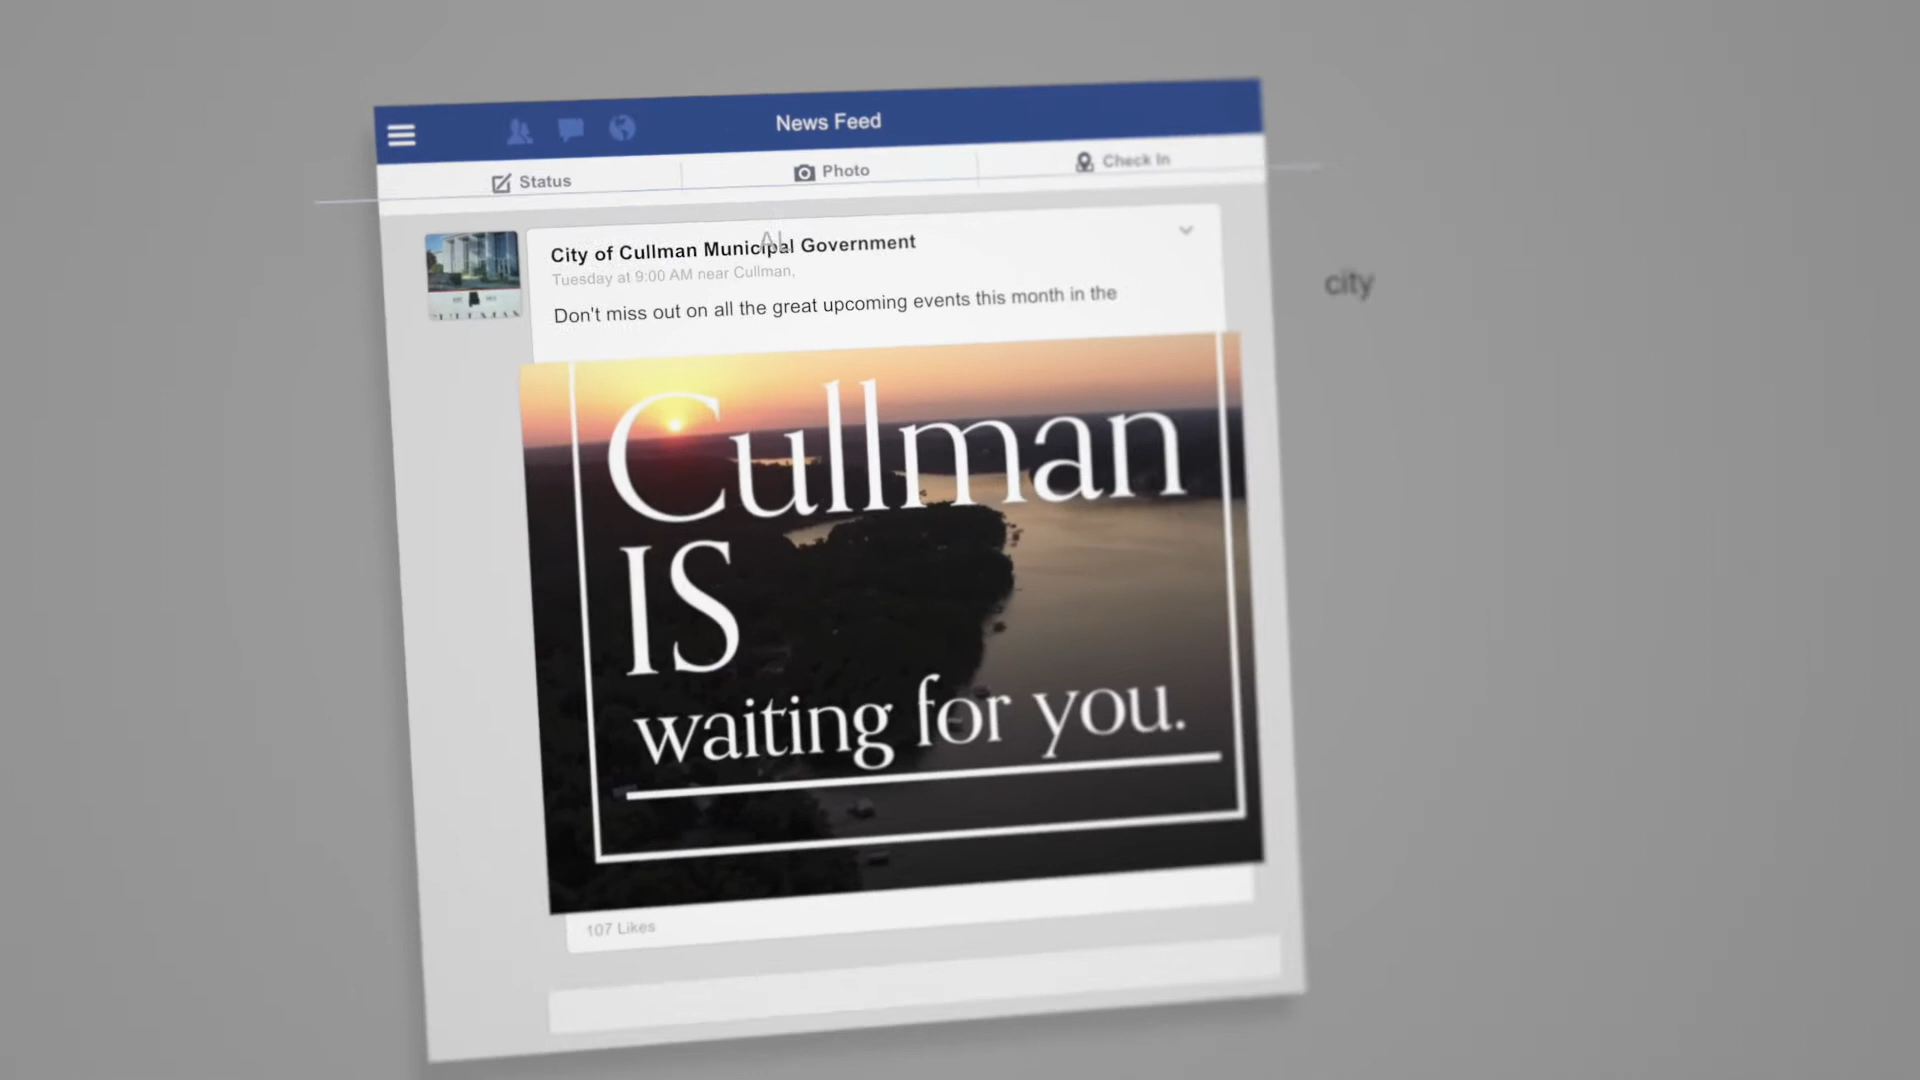 News Feed
Status
Photo
Check In
City of Cullman Municipal Government
AL
Tuesday at 9:00 AM near Cullman,
Don't miss out on all the great upcoming events this month in the
city
Cullman
IS
waiting for you.
107 Likes